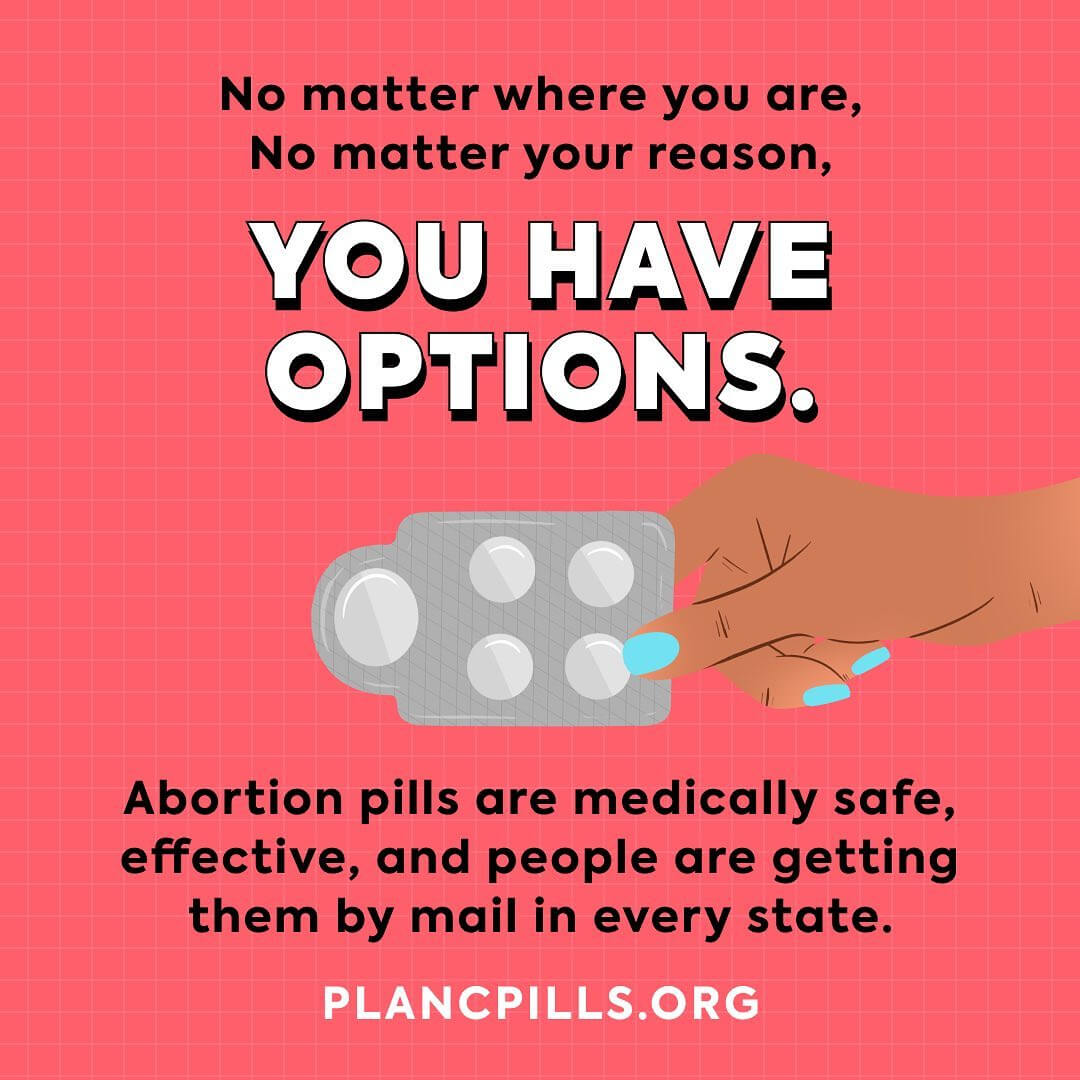 No matter where you are,
No matter your reason,
YOU HAVE
OPTIONS.
Abortion pills are medically safe,
effective, and people are getting
them by mail in every state.
PLANCPILLS.ORG